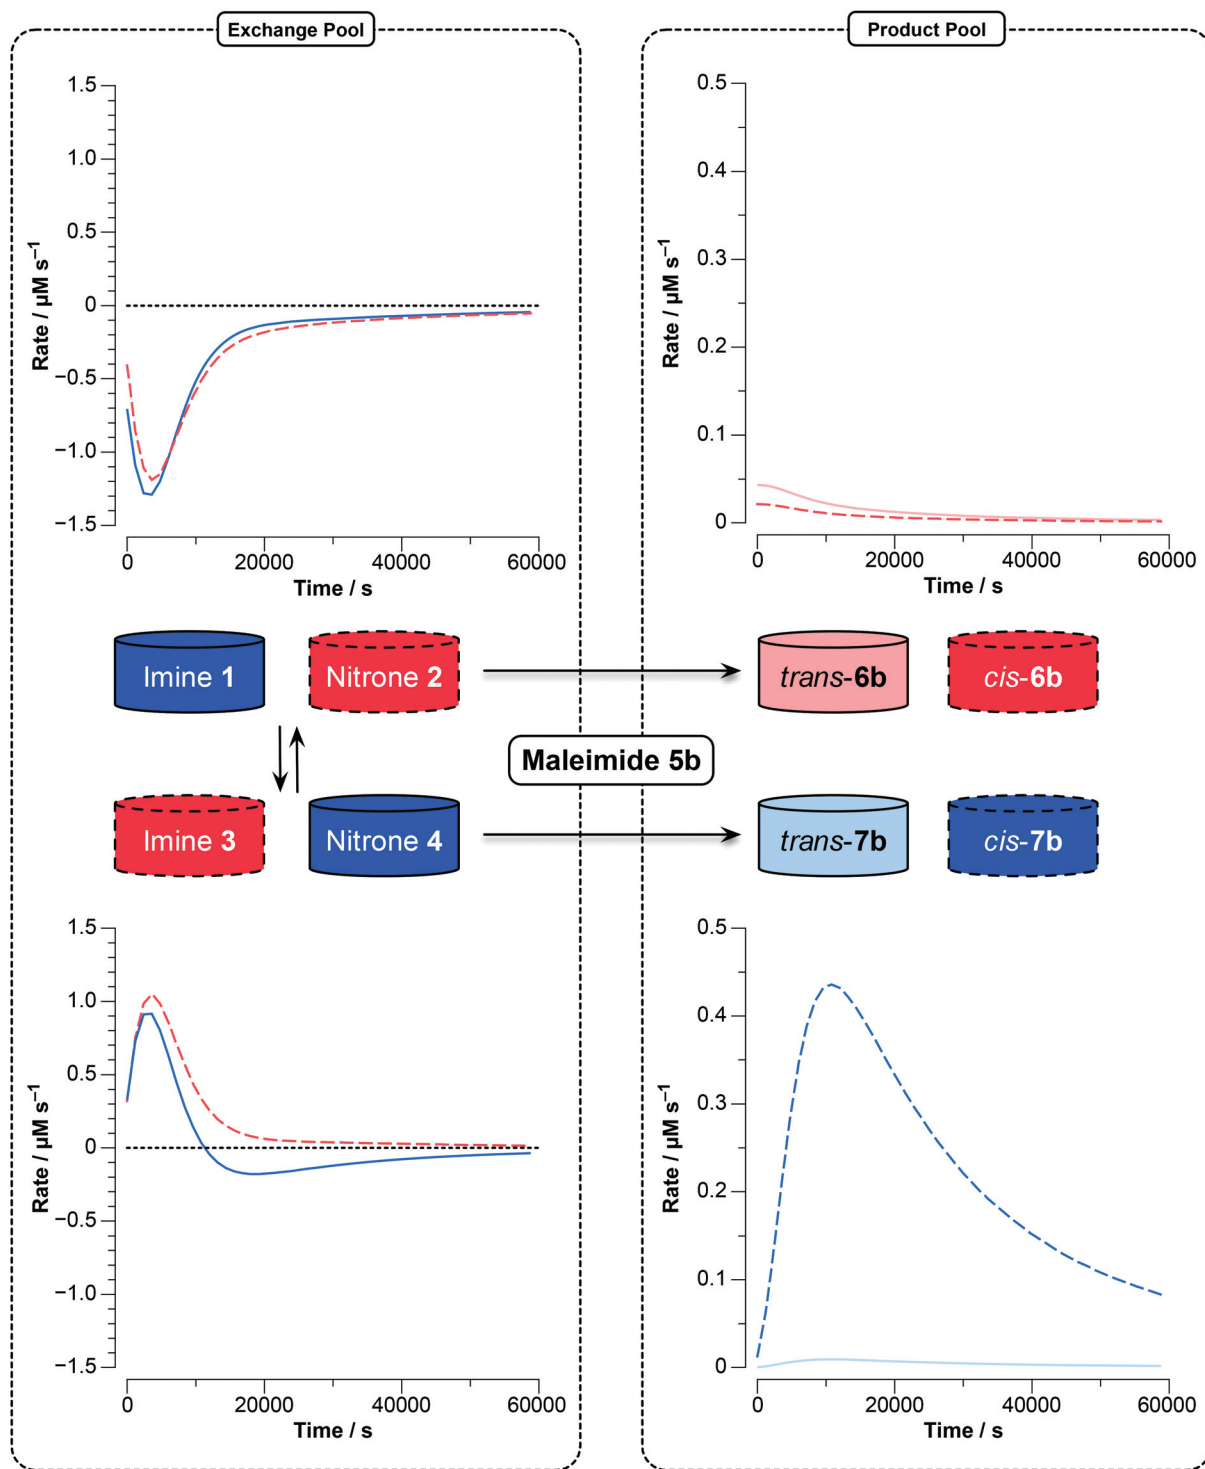 Exchange Pool
Product Pool
Rate / µM s⁻¹
1.5
1.0
0.5
0
−0.5
−1.0
−1.5
0 20000 40000 60000
Time / s
Rate / µM s⁻¹
0.5
0.4
0.3
0.2
0.1
0
0 20000 40000 60000
Time / s
Imine 1
Nitrone 2
trans-6b
cis-6b
Maleimide 5b
Imine 3
Nitrone 4
trans-7b
cis-7b
Rate / µM s⁻¹
1.5
1.0
0.5
0
−0.5
−1.0
−1.5
0 20000 40000 60000
Time / s
Rate / µM s⁻¹
0.5
0.4
0.3
0.2
0.1
0
0 20000 40000 60000
Time / s